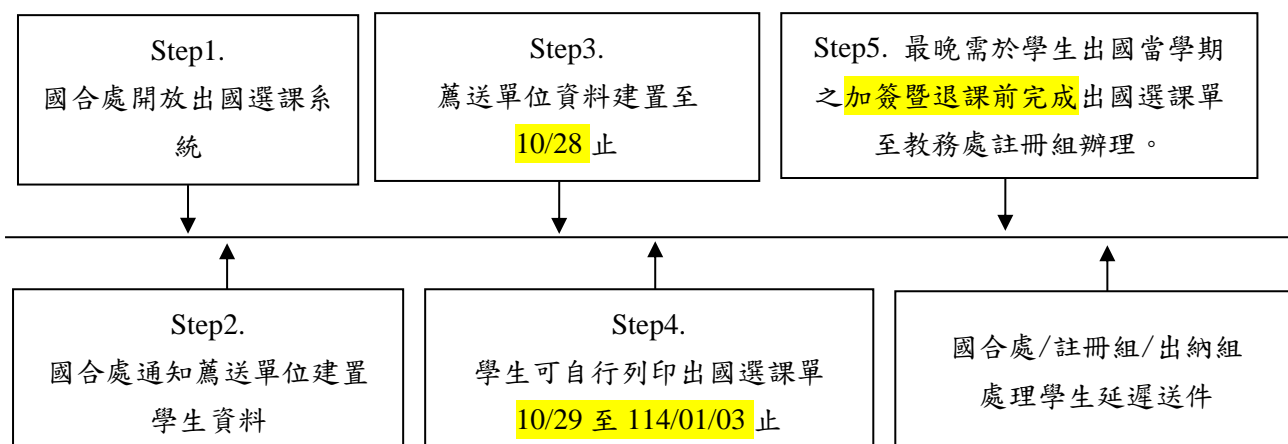 Step1.
國合處開放出國選課系
統
Step3.
薦送單位資料建置至
10/28 止
Step5. 最晚需於學生出國當學期
之加簽暨退課前完成出國選課單
至教務處註冊組辦理。
Step2.
國合處通知薦送單位建置
學生資料
Step4.
學生可自行列印出國選課單
10/29 至 114/01/03 止
國合處/註冊組/出納組
處理學生延遲送件